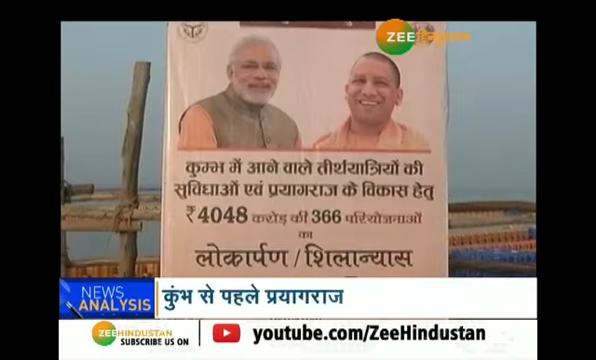 ZEE हिन्दुस्तान
कुम्भ में आने वाले तीर्थयात्रियों की
सुविधाओं एवं प्रयागराज के विकास हेतु
₹4048 करोड़ की 366 परियोजनाओं
का
लोकार्पण / शिलान्यास
NEWS
ANALYSIS
कुंभ से पहले प्रयागराज
ZEEHINDUSTAN
SUBSCRIBE US ON
youtube.com/ZeeHindustan